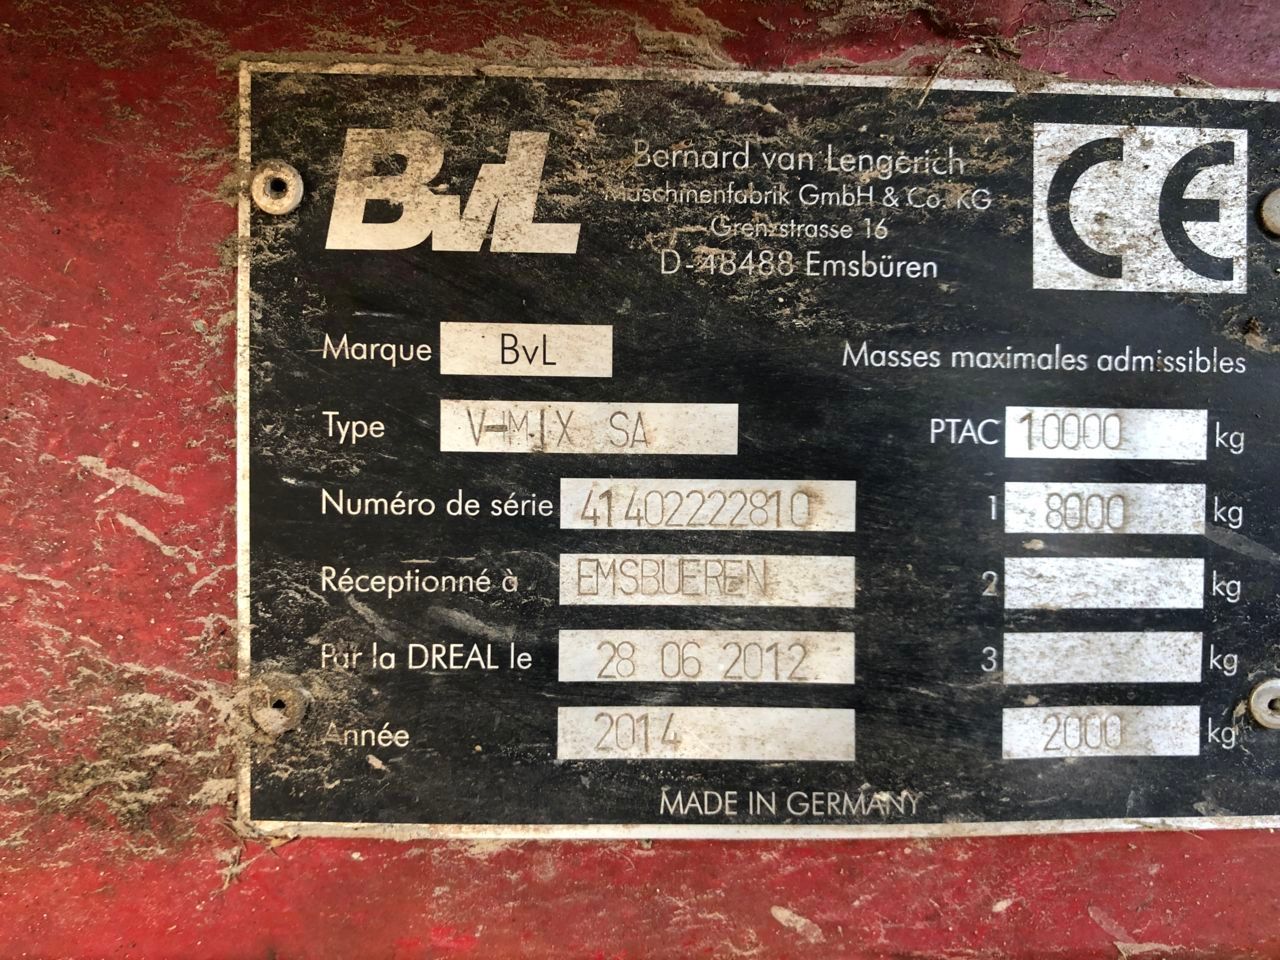 BvL
Bernard van Lengerich
Maschinenfabrik GmbH & Co. KG
Grenzstrasse 16
D-48488 Emsbüren
CE
Marque BvL
Type V-MIX SA
Numéro de série 41402222810
Réceptionné à EMSBUEREN
Par la DREAL le 28 06 2012
Année 2014
Masses maximales admissibles
PTAC 10000 kg
1 8000 kg
2 kg
3 kg
2000 kg
MADE IN GERMANY